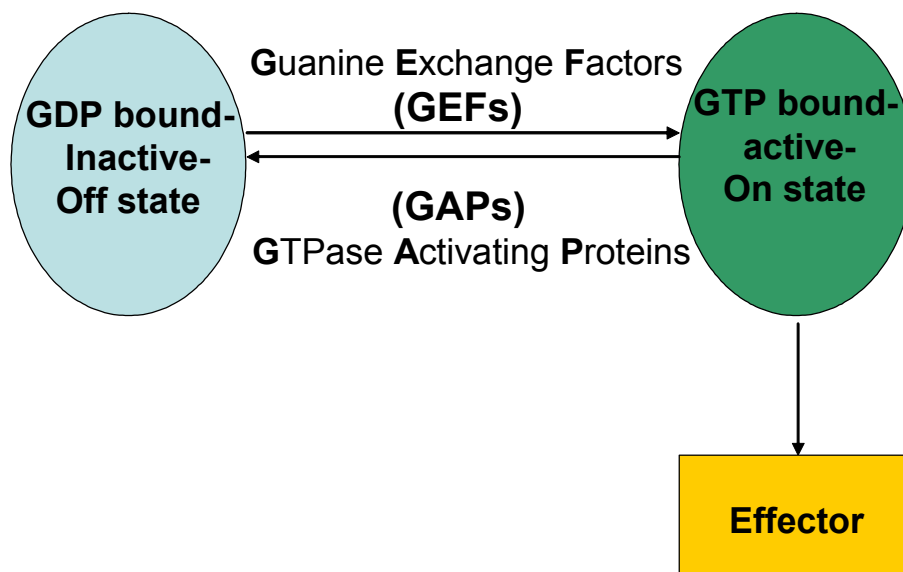 Guanine Exchange Factors
(GEFs)
GDP bound-
Inactive-
Off state
GTP bound-
active-
On state
(GAPs)
GTPase Activating Proteins
Effector